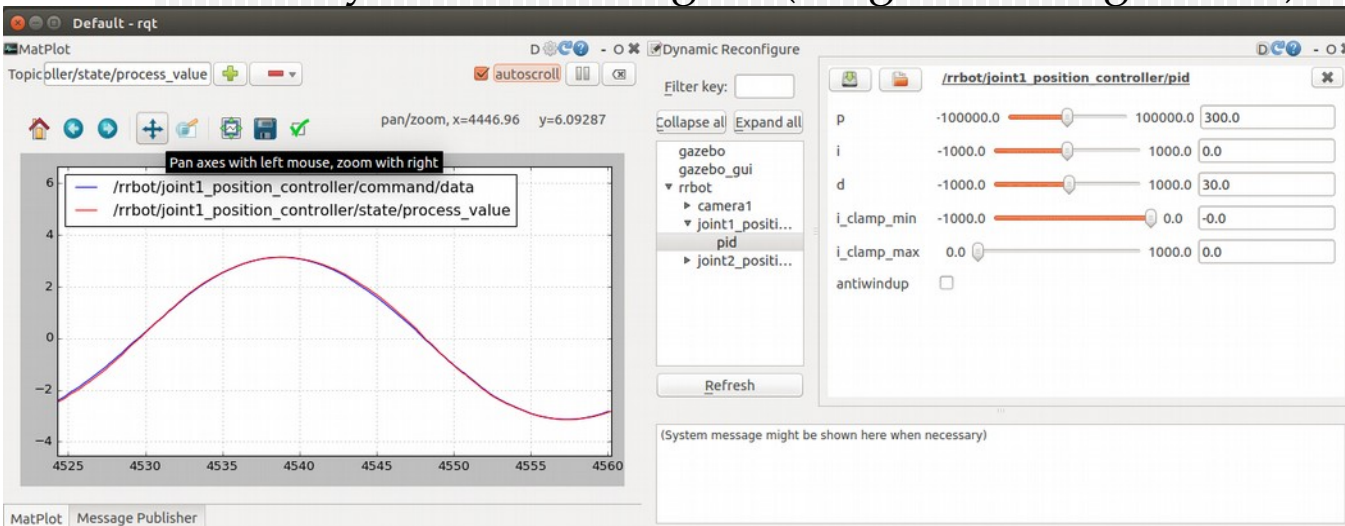 Default - rqt
MatPlot
D - O
Topic oller/state/process_value
autoscroll
pan/zoom, x=4446.96 y=6.09287
Pan axes with left mouse, zoom with right
/rrbot/joint1_position_controller/command/data
/rrbot/joint1_position_controller/state/process_value
6
4
2
0
−2
−4
4525 4530 4535 4540 4545 4550 4555 4560
MatPlot Message Publisher
Dynamic Reconfigure
D - O
Filter key:
Collapse al Expand all
gazebo
gazebo_gui
rrbot
camera1
joint1_positi...
pid
joint2_positi...
Refresh
/rrbot/joint1_position_controller/pid
p -100000.0 100000.0 300.0
i -1000.0 1000.0 0.0
d -1000.0 1000.0 30.0
i_clamp_min -1000.0 0.0 -0.0
i_clamp_max 0.0 1000.0 0.0
antiwindup
(System message might be shown here when necessary)